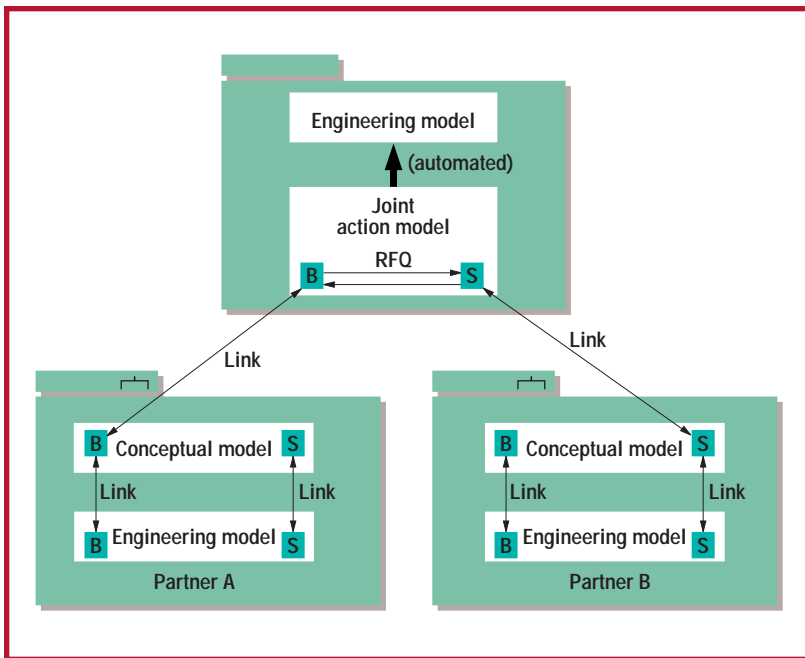 Engineering model
(automated)
Joint
action model
RFQ
B
S
Link
Link
B
Conceptual model
S
B
Conceptual model
S
Link
Link
Link
Link
B
Engineering model
S
B
Engineering model
S
Partner A
Partner B